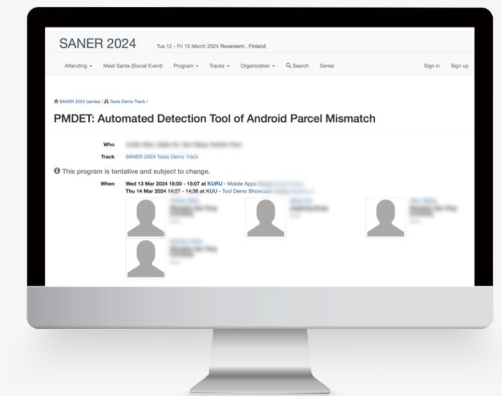 SANER 2024 Tue 12 - Fri 15 March 2024 Rovaniemi , Finland
Attending Meet Santa (Social Event) Program Tracks Organization Search Series Sign in Sign up
SANER 2024 (series) / Tools Demo Track /
PMDET: Automated Detection Tool of Android Parcel Mismatch
Who
Track SANER 2024 Tools Demo Track
This program is tentative and subject to change.
When Wed 13 Mar 2024 15:00 - 15:07 at KURU - Mobile Apps
Thu 14 Mar 2024 14:27 - 14:36 at KUU - Tool Demo Showcase